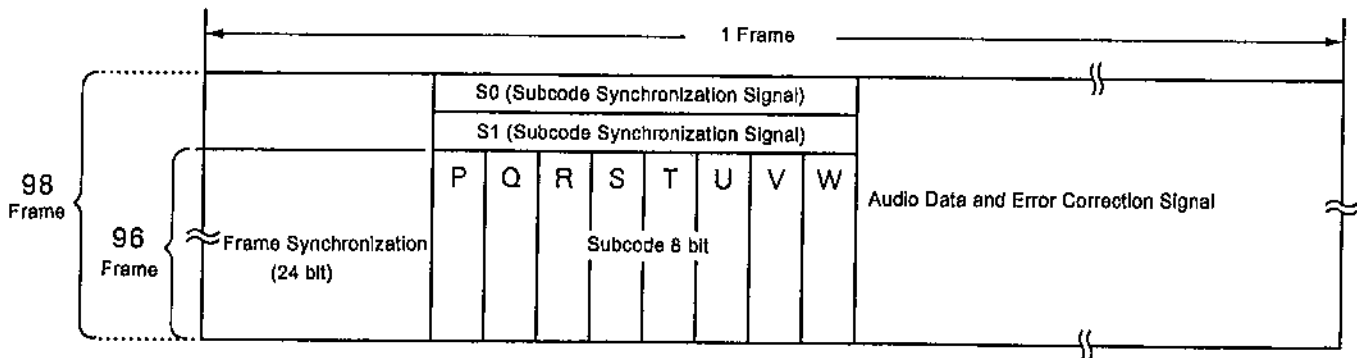 1 Frame
S0 (Subcode Synchronization Signal)
S1 (Subcode Synchronization Signal)
P Q R S T U V W
98
Frame
96
Frame
Frame Synchronization
(24 bit)
Subcode 8 bit
Audio Data and Error Correction Signal